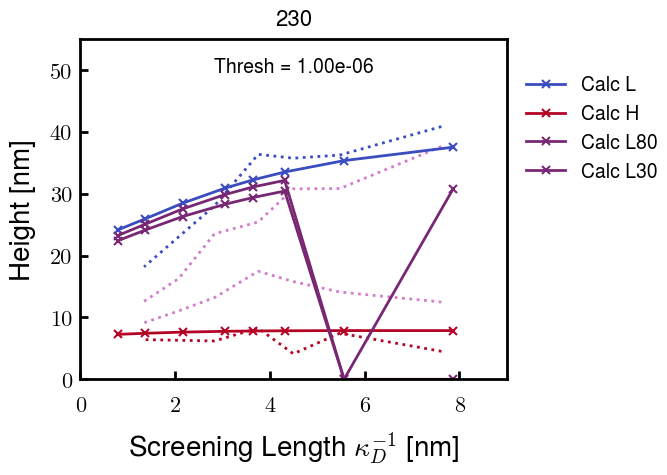 230
Thresh = 1.00e-06
50
40
30
20
10
0
Height [nm]
0 2 4 6 8
Screening Length κ_D^{-1} [nm]
Calc L
Calc H
Calc L80
Calc L30